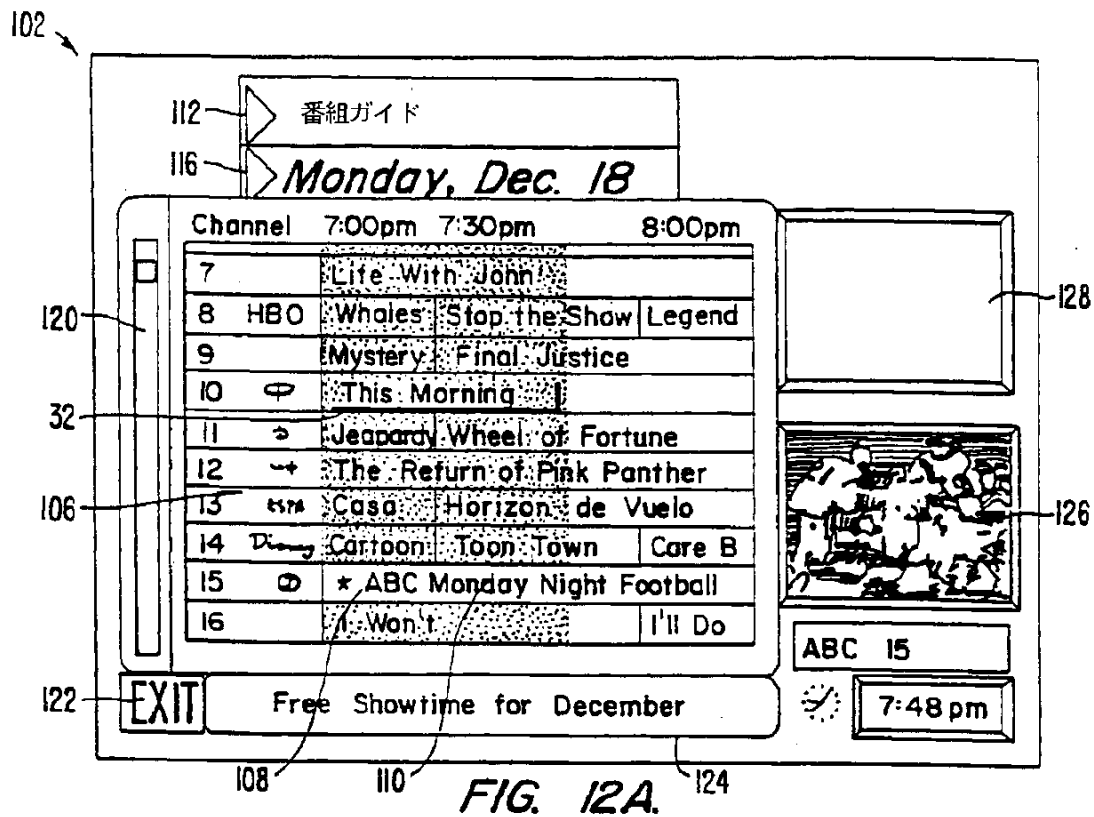 102
112 番組ガイド
116 Monday, Dec. 18
Channel 7:00pm 7:30pm 8:00pm
7 Life With John
8 HBO Whales Stop the Show Legend
128
120
9 Mystery Final Justice
10 This Morning
32
11 Jeopardy Wheel of Fortune
12 The Return of Pink Panther
106
13 ESPN Casa Horizon de Vuelo
126
14 Disney Cartoon Toon Town Care B
15 * ABC Monday Night Football
16 I Won't I'll Do
ABC 15
122 EXIT Free Showtime for December 7:48 pm
108 110 124
FIG. 12A.